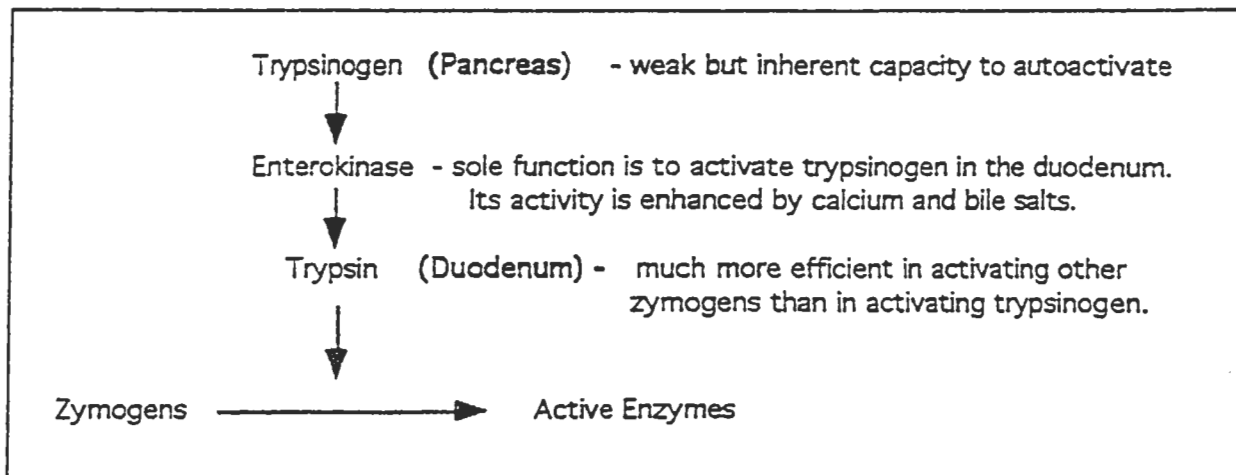 Trypsinogen (Pancreas) - weak but inherent capacity to autoactivate
Enterokinase - sole function is to activate trypsinogen in the duodenum.
Its activity is enhanced by calcium and bile salts.
Trypsin (Duodenum) - much more efficient in activating other
zymogens than in activating trypsinogen.
Zymogens Active Enzymes